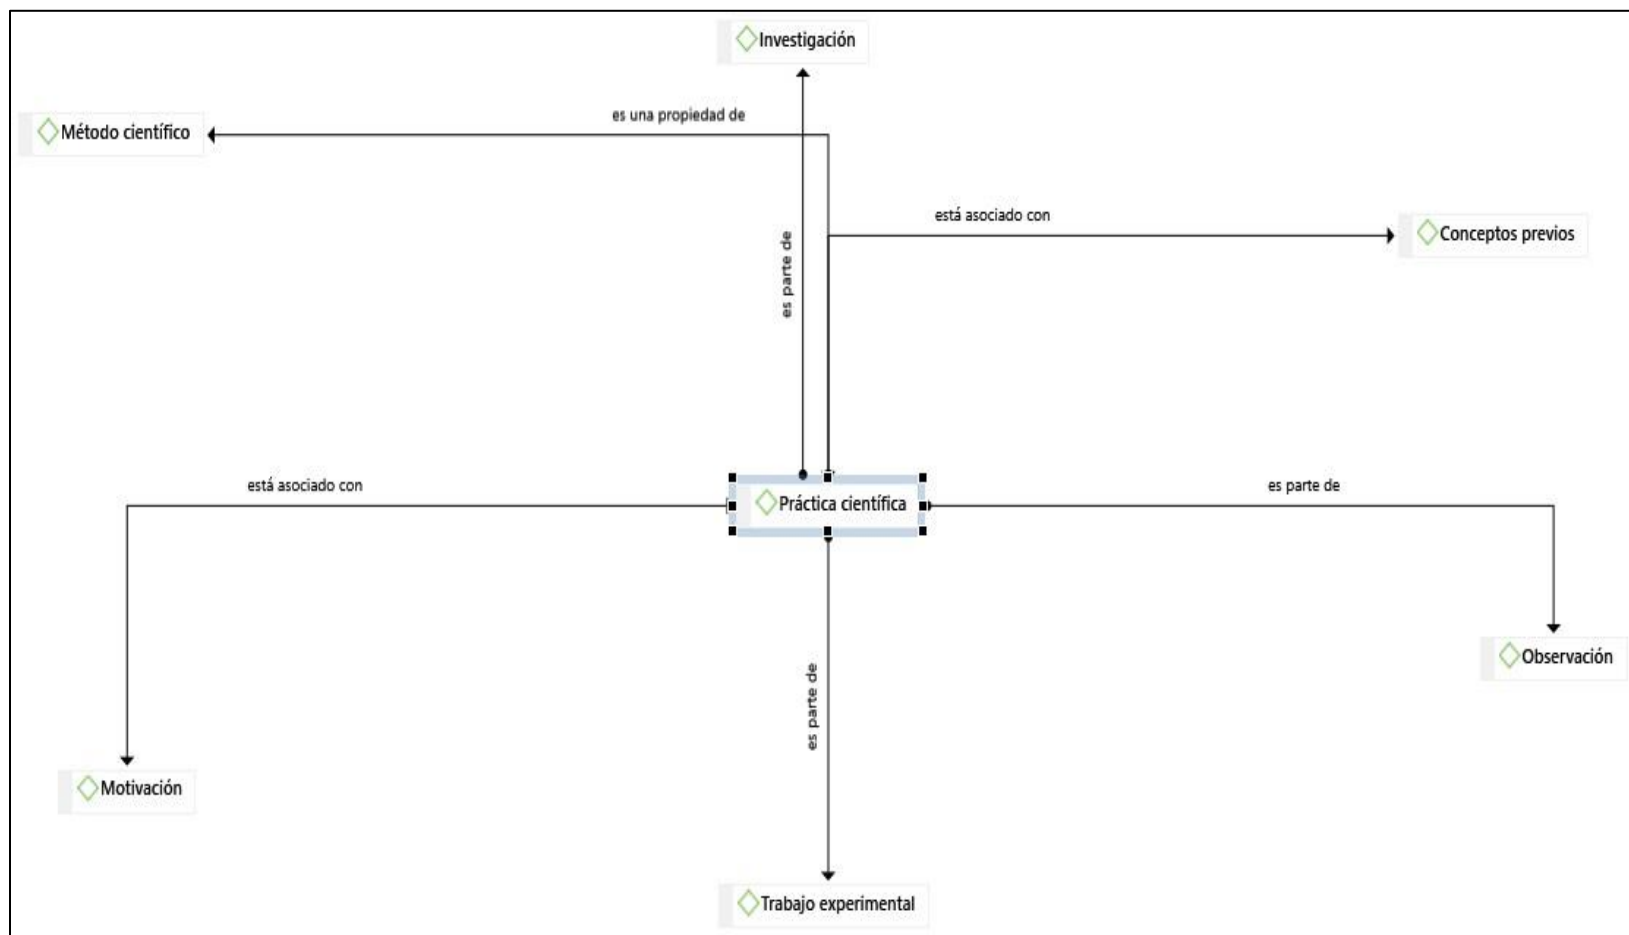 Investigación
es una propiedad de
Método científico
está asociado con
Conceptos previos
es parte de
está asociado con
Práctica científica
es parte de
Observación
es parte de
Motivación
Trabajo experimental